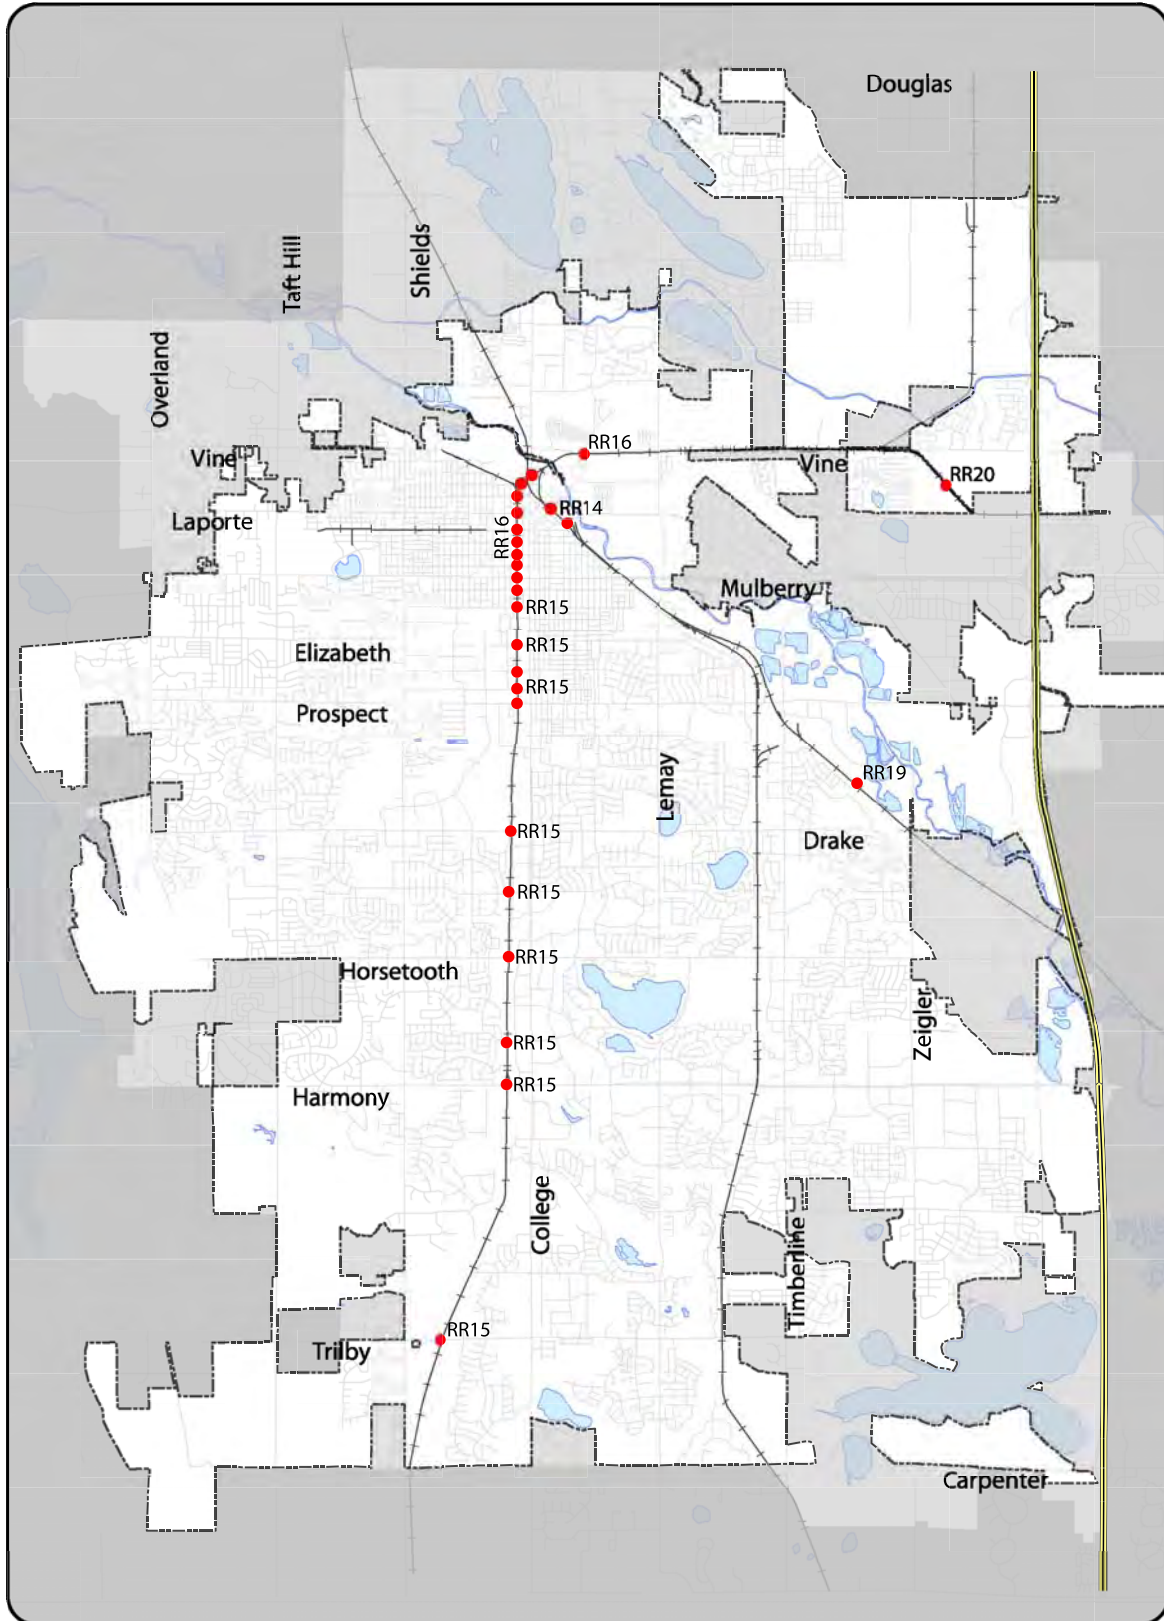 Douglas
Taft Hill
Shields
Overland
RR16
Vine
Vine
RR20
Laporte
RR14
RR16
Mulberry
RR15
Elizabeth
RR15
RR15
Prospect
Lemay
RR19
RR15
Drake
RR15
RR15
Horsetooth
Zeigler
RR15
RR15
Harmony
College
Timberline
RR15
Trilby
Carpenter